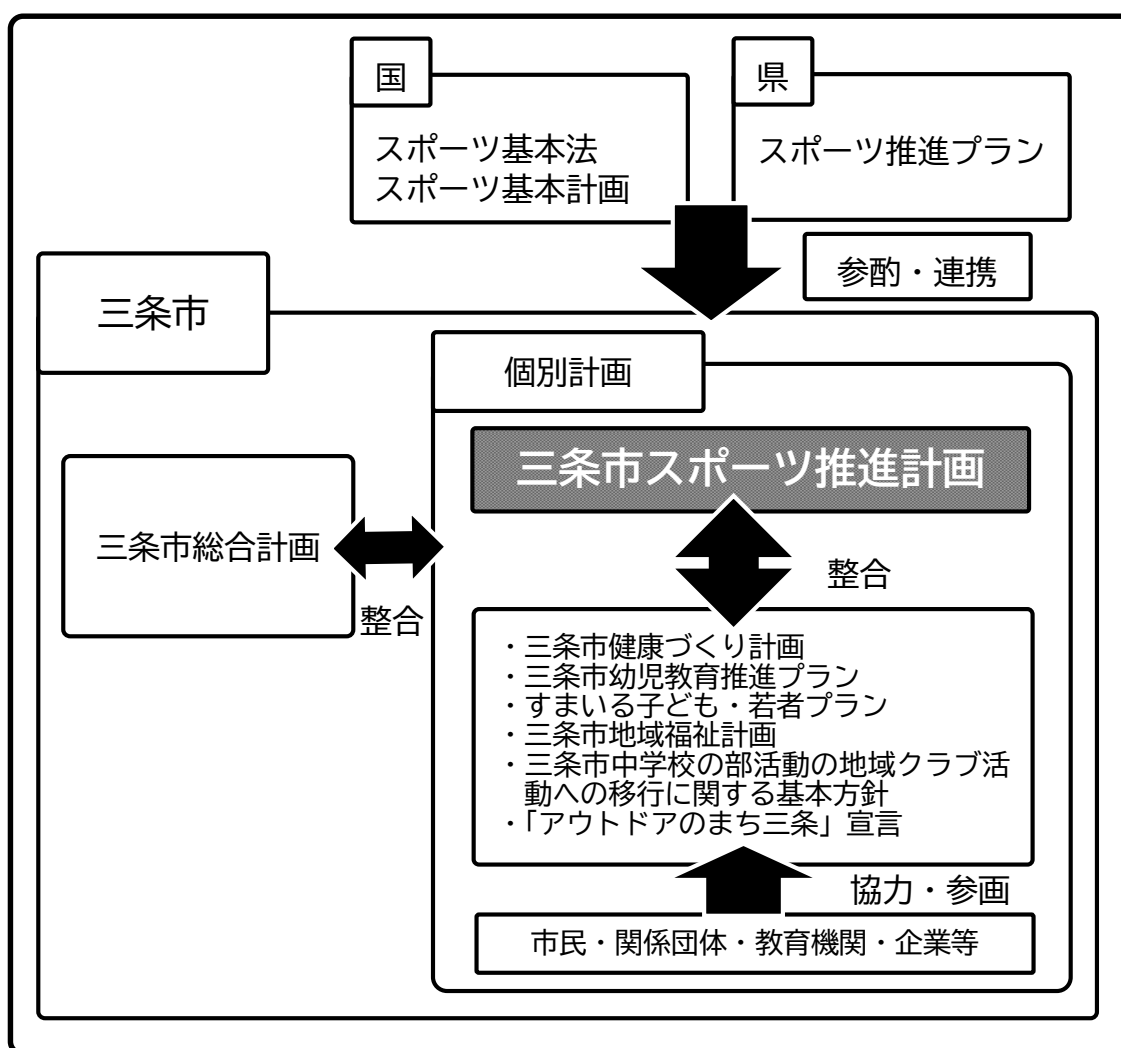 国
スポーツ基本法
スポーツ基本計画
県
スポーツ推進プラン
参酌・連携
三条市
個別計画
三条市スポーツ推進計画
三条市総合計画
整合
整合
・三条市健康づくり計画
・三条市幼児教育推進プラン
・すまいる子ども・若者プラン
・三条市地域福祉計画
・三条市中学校の部活動の地域クラブ活
動への移行に関する基本方針
・「アウトドアのまち三条」宣言
協力・参画
市民・関係団体・教育機関・企業等